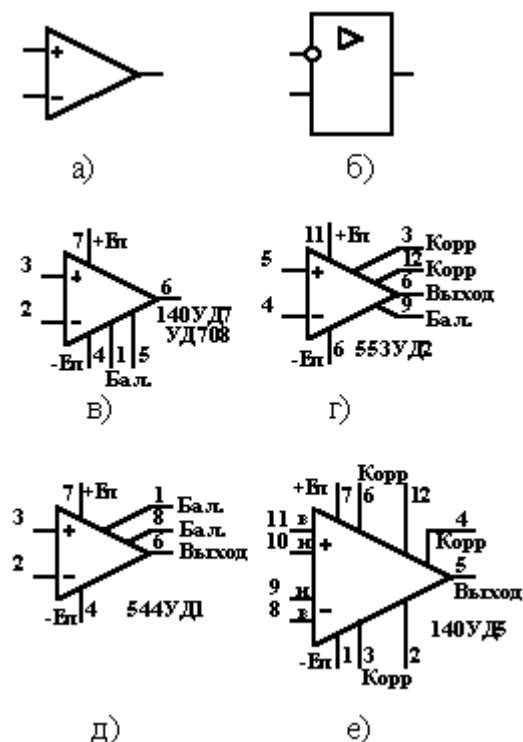 +
−
а)
б)
7 +Еп
3 +
2 −
6
140УД7
УД708
-Еп 4 1 5
Бал.
в)
11 +Еп
3 Корр
12 Корр
6 Выход
9 Бал.
5 +
4 −
-Еп 6
553УД2
г)
7 +Еп
1 Бал.
8 Бал.
6 Выход
3 +
2 −
-Еп 4
544УД1
д)
Корр
+Еп 7 6 12
4
Корр
11 в
10 н +
9 н
8 в −
5
Выход
140УД5
-Еп 1 3 2
Корр
е)